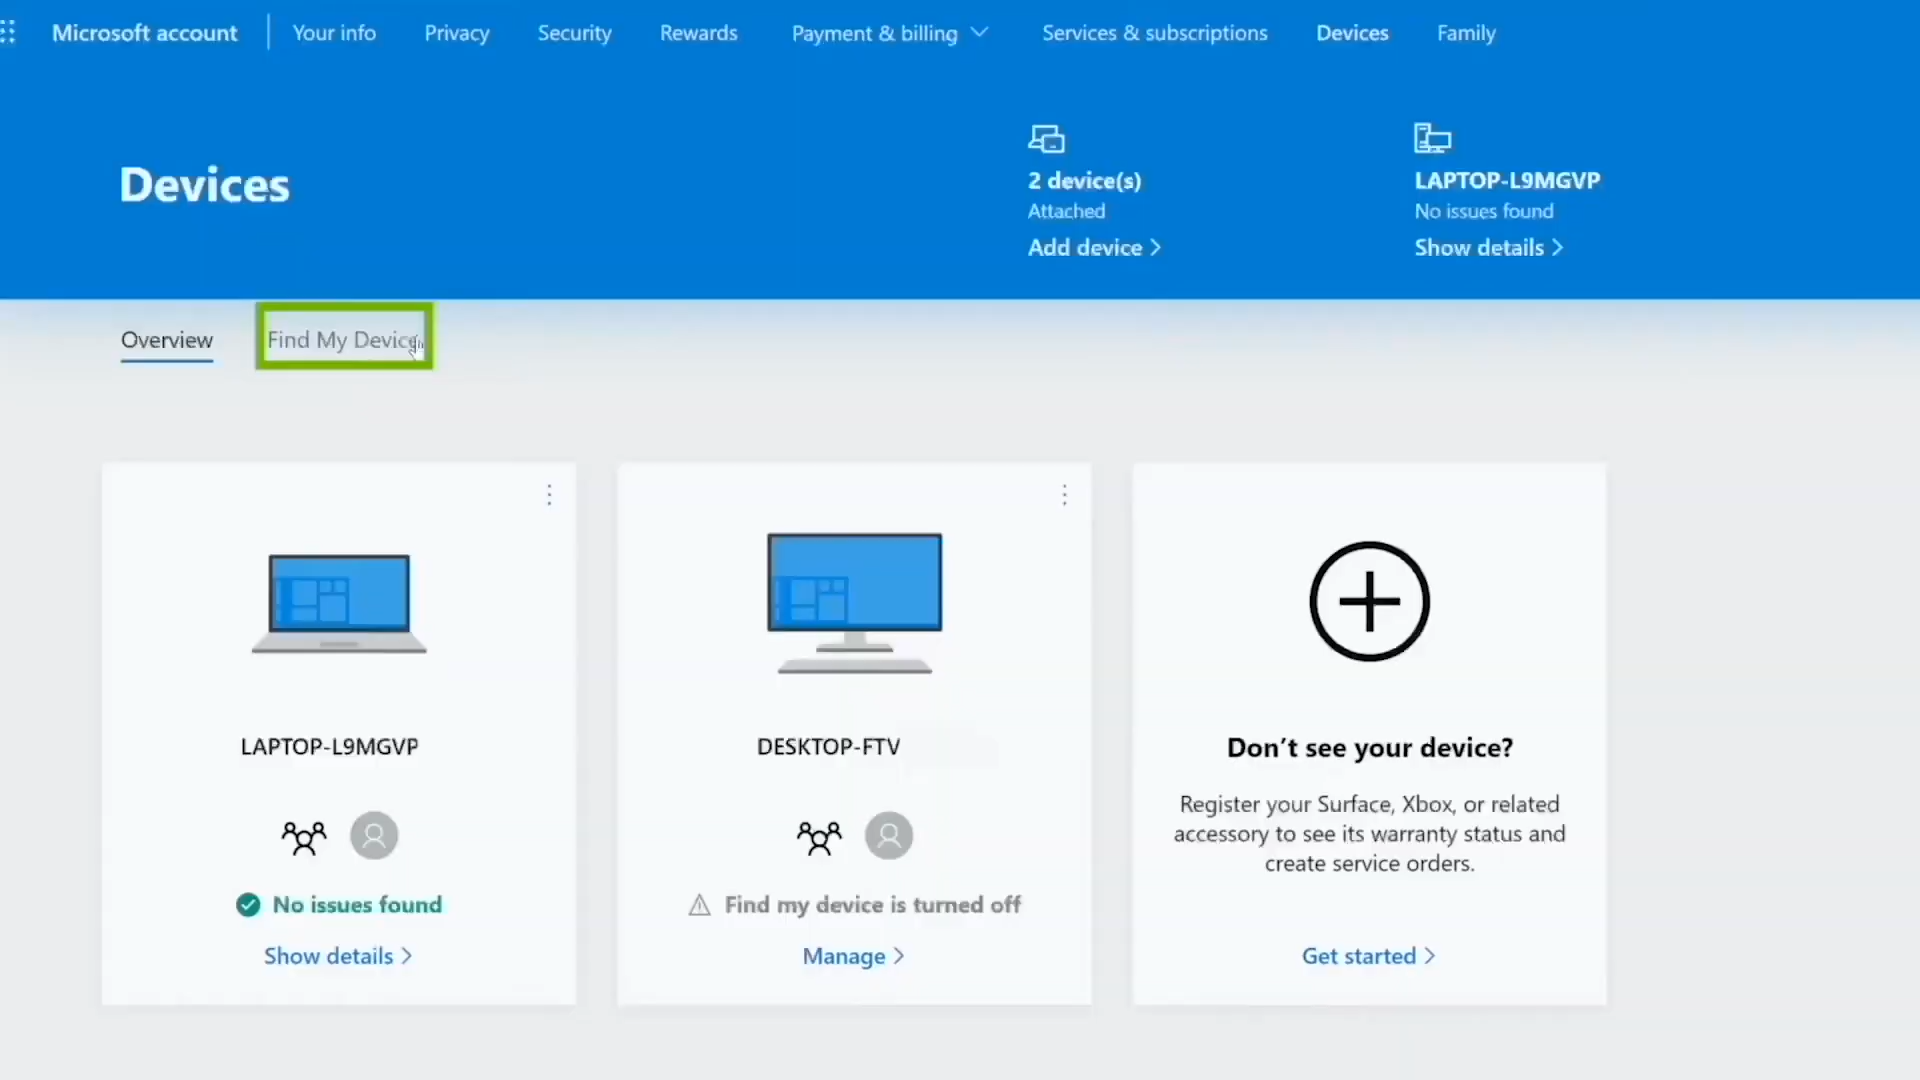 Microsoft account
Your info
Privacy
Security
Rewards
Payment & billing
Services & subscriptions
Devices
Family
Devices
2 device(s)
Attached
Add device
LAPTOP-L9MGVP
No issues found
Show details
Overview
Find My Device
LAPTOP-L9MGVP
No issues found
Show details
DESKTOP-FTV
Find my device is turned off
Manage
Don't see your device?
Register your Surface, Xbox, or related
accessory to see its warranty status and
create service orders.
Get started